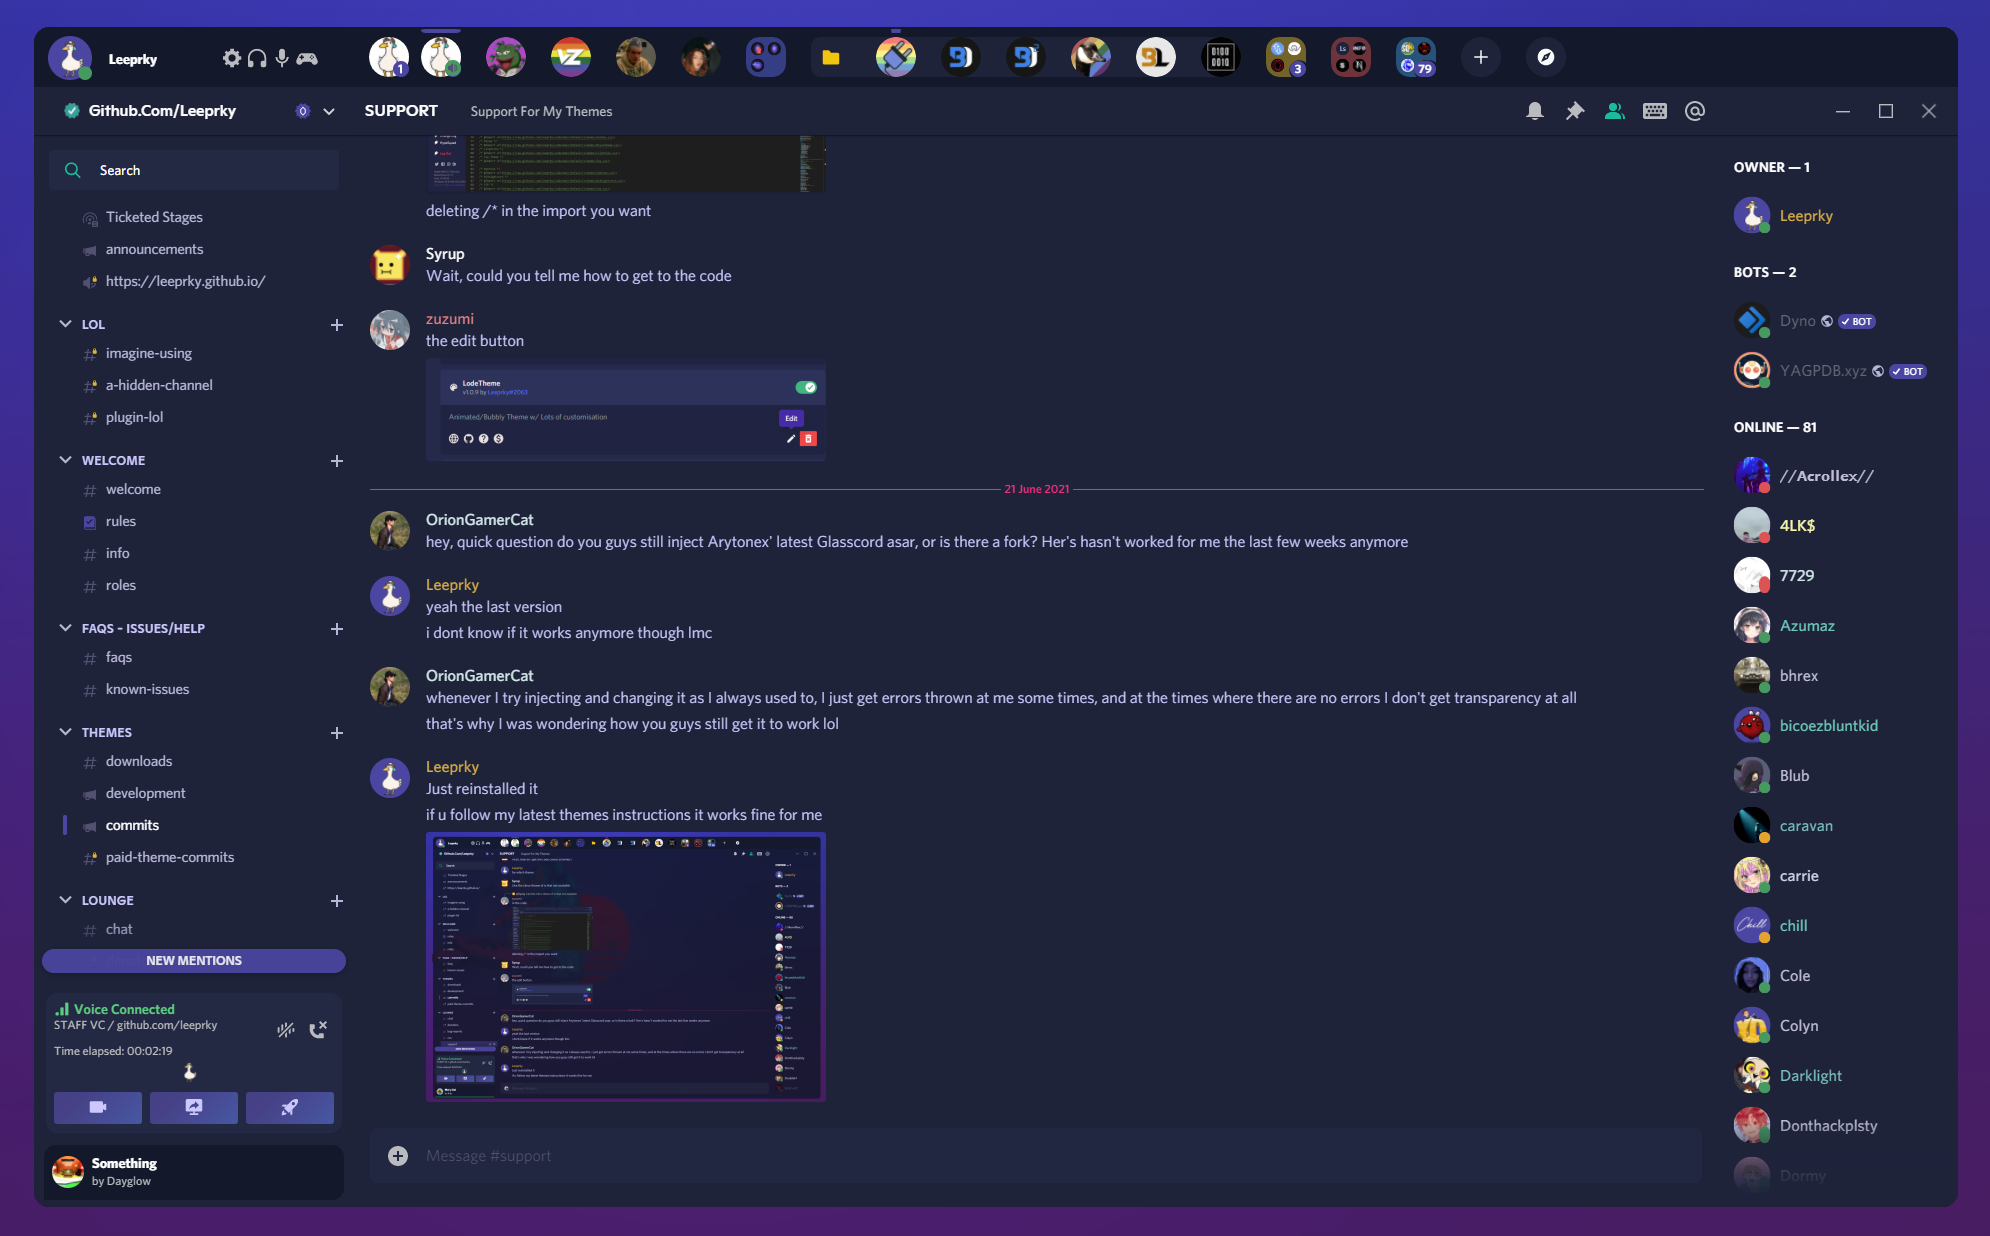 Leeprky
1
3
79
Github.Com/Leeprky
0
SUPPORT
Support For My Themes
Search
Ticketed Stages
announcements
https://leeprky.github.io/
LOL
imagine-using
a-hidden-channel
plugin-lol
WELCOME
welcome
rules
info
roles
FAQS - ISSUES/HELP
faqs
known-issues
THEMES
downloads
development
commits
paid-theme-commits
LOUNGE
chat
NEW MENTIONS
Voice Connected
STAFF VC / github.com/leeprky
Time elapsed: 00:02:19
Something
by Dayglow
deleting /* in the import you want
Syrup
Wait, could you tell me how to get to the code
zuzumi
the edit button
LodeTheme
v1.0.9 by Leeprky#2063
Animated/Bubbly Theme w/ Lots of customisation
Edit
21 June 2021
OrionGamerCat
hey, quick question do you guys still inject Arytonex' latest Glasscord asar, or is there a fork? Her's hasn't worked for me the last few weeks anymore
Leeprky
yeah the last version
i dont know if it works anymore though lmc
OrionGamerCat
whenever I try injecting and changing it as I always used to, I just get errors thrown at me some times, and at the times where there are no errors I don't get transparency at all
that's why I was wondering how you guys still get it to work lol
Leeprky
Just reinstalled it
if u follow my latest themes instructions it works fine for me
Message #support
OWNER — 1
Leeprky
BOTS — 2
Dyno BOT
YAGPDB.xyz BOT
ONLINE — 81
//Acrollex//
4LK$
7729
Azumaz
bhrex
bicoezbluntkid
Blub
caravan
carrie
chill
Cole
Colyn
Darklight
Donthackplsty
Dormy